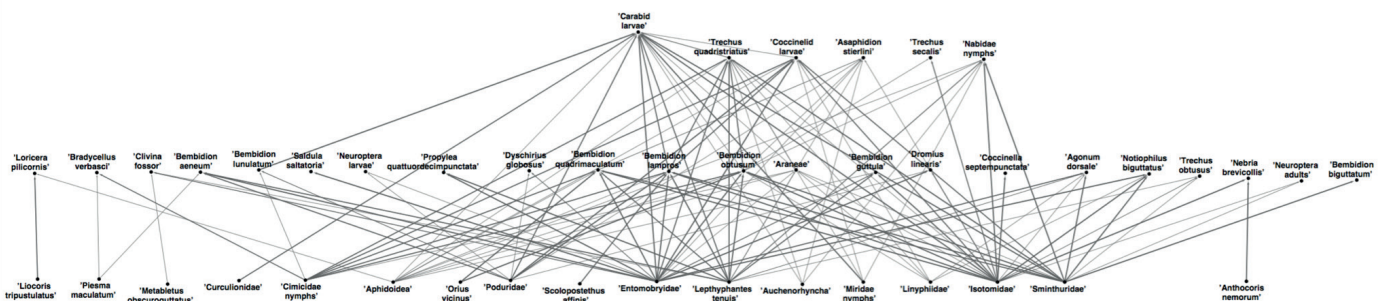 'Carabid
larvae'
'Trechus
quadristriatus'
'Coccinelid
larvae'
'Asaphidion
stierlini'
'Trechus
secalis'
'Nabidae
nymphs'
'Loricera
pilicornis'
'Bradycellus
verbasci'
'Clivina
fossor'
'Bembidion
aeneum'
'Bembidion
lunulatum'
'Saldula
saltatoria'
'Neuroptera
larvae'
'Propylea
quattuordecimpunctata'
'Dyschirius
globosus'
'Bembidion
quadrimaculatum'
'Bembidion
lampros'
'Bembidion
obtusum'
'Araneae'
'Bembidion
guttula'
'Dromius
linearis'
'Coccinella
septempunctata'
'Agonum
dorsale'
'Notiophilus
biguttatus'
'Trechus
obtusus'
'Nebria
brevicollis'
'Neuroptera
adults'
'Bembidion
biguttatum'
'Liocoris
tripustulatus'
'Piesma
maculatum'
'Metabletus
obscuroguttatus'
'Curculionidae'
'Cimicidae
nymphs'
'Aphidoidea'
'Orius
vicinus'
'Poduridae'
'Scolopostethus
affinis'
'Entomobryidae'
'Lepthyphantes
tenuis'
'Auchenorhyncha'
'Miridae
nymphs'
'Linyphiidae'
'Isotomidae'
'Sminthuridae'
'Anthocoris
nemorum'